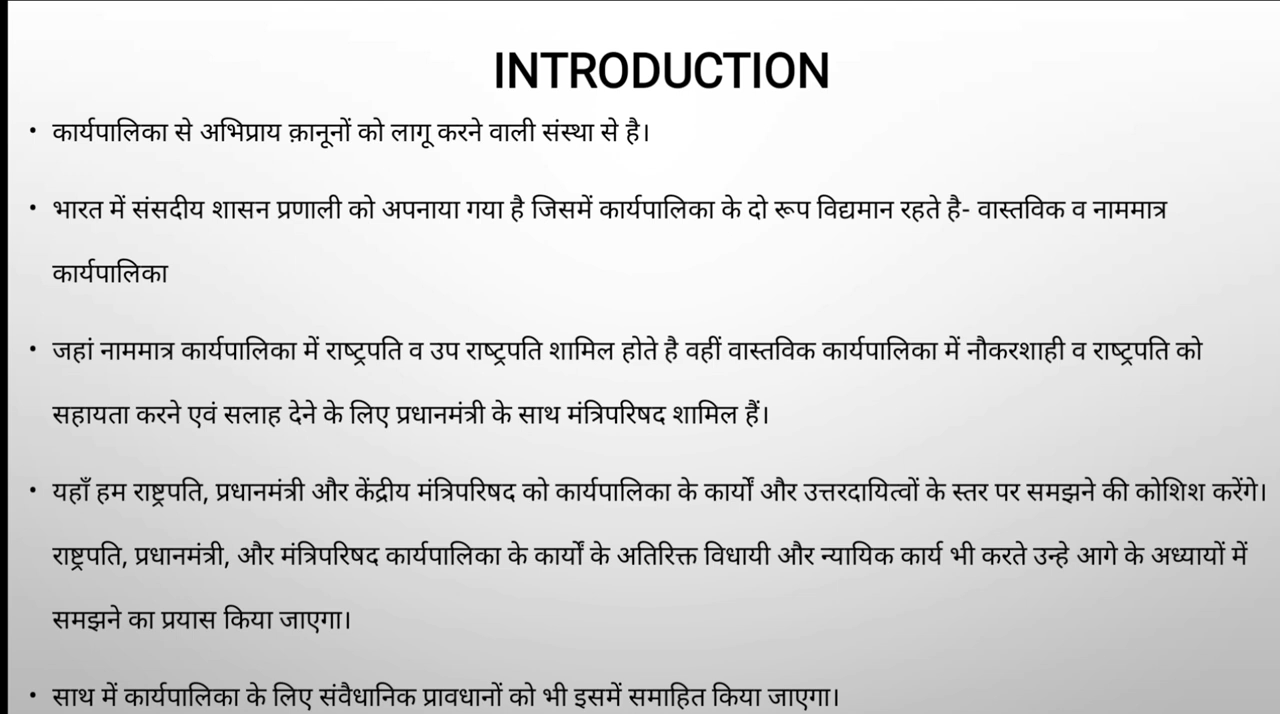 INTRODUCTION
• कार्यपालिका से अभिप्राय क़ानूनों को लागू करने वाली संस्था से है।
• भारत में संसदीय शासन प्रणाली को अपनाया गया है जिसमें कार्यपालिका के दो रूप विद्यमान रहते है- वास्तविक व नाममात्र
कार्यपालिका
• जहां नाममात्र कार्यपालिका में राष्ट्रपति व उप राष्ट्रपति शामिल होते है वहीं वास्तविक कार्यपालिका में नौकरशाही व राष्ट्रपति को
सहायता करने एवं सलाह देने के लिए प्रधानमंत्री के साथ मंत्रिपरिषद शामिल हैं।
• यहाँ हम राष्ट्रपति, प्रधानमंत्री और केंद्रीय मंत्रिपरिषद को कार्यपालिका के कार्यों और उत्तरदायित्वों के स्तर पर समझने की कोशिश करेंगे।
राष्ट्रपति, प्रधानमंत्री, और मंत्रिपरिषद कार्यपालिका के कार्यों के अतिरिक्त विधायी और न्यायिक कार्य भी करते उन्हे आगे के अध्यायों में
समझने का प्रयास किया जाएगा।
• साथ में कार्यपालिका के लिए संवैधानिक प्रावधानों को भी इसमें समाहित किया जाएगा।